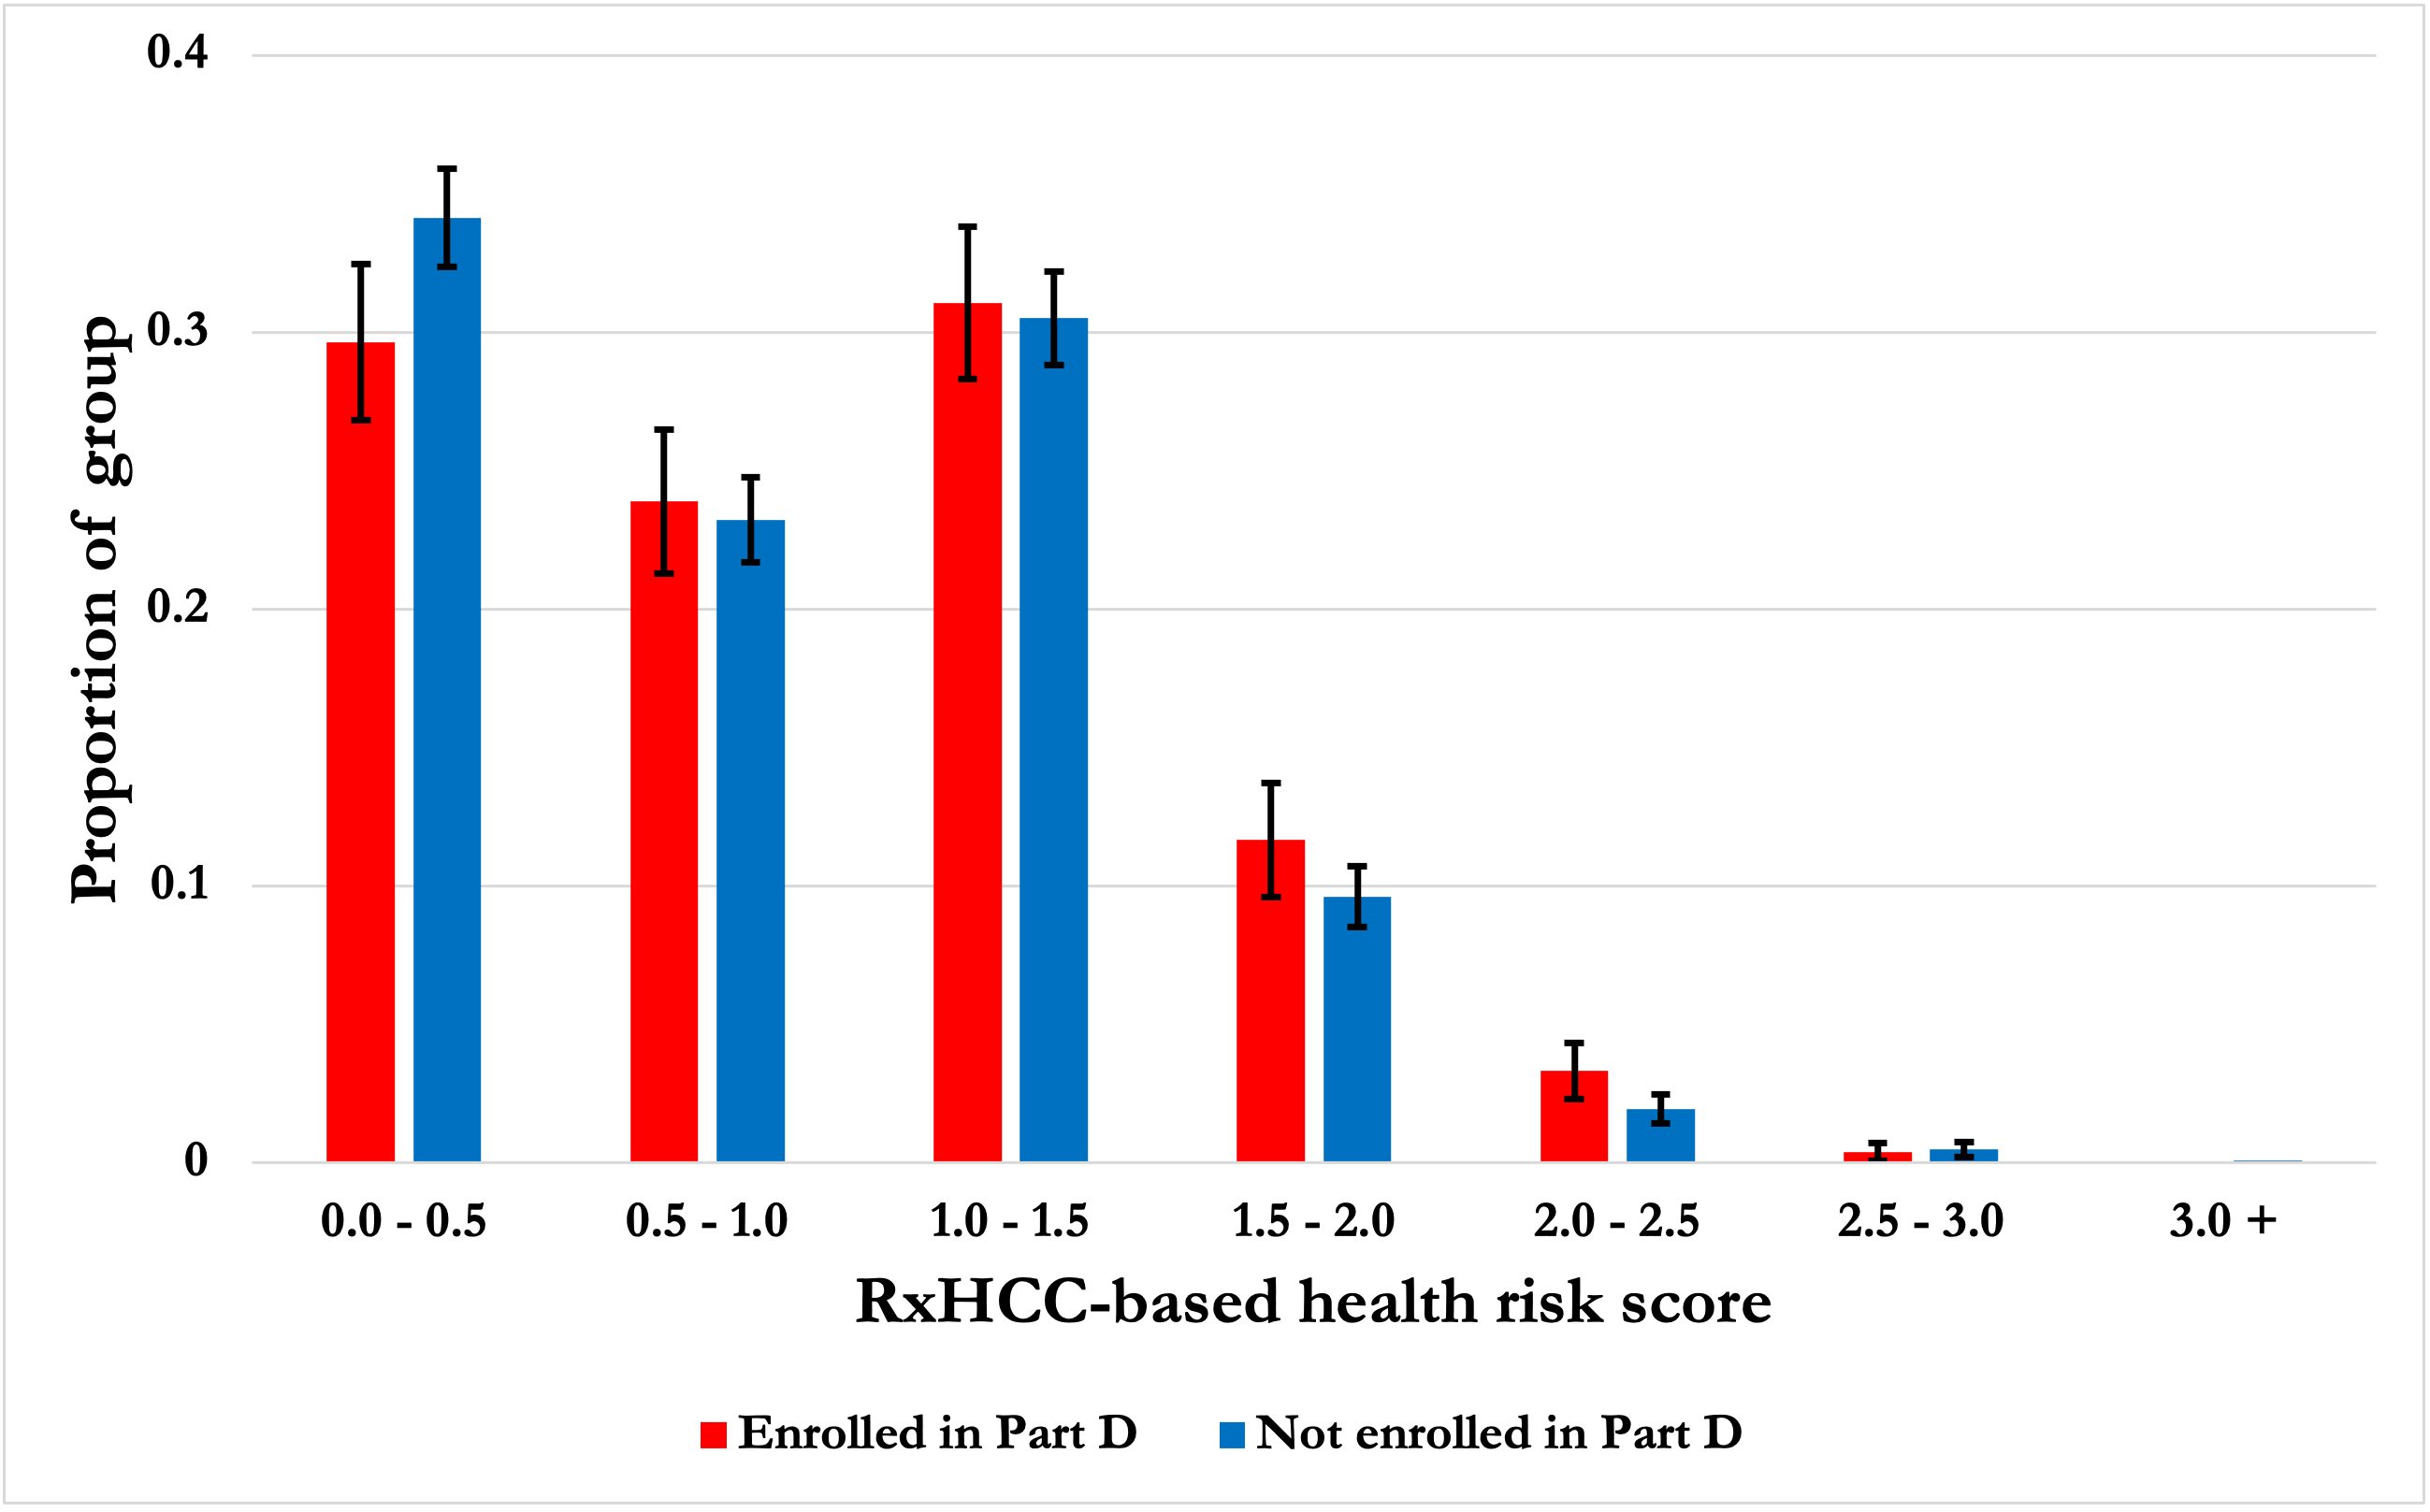 0.4
0.3
0.2
0.1
0
Proportion of group
0.0 - 0.5 0.5 - 1.0 1.0 - 1.5 1.5 - 2.0 2.0 - 2.5 2.5 - 3.0 3.0 +
RxHCC-based health risk score
Enrolled in Part D Not enrolled in Part D